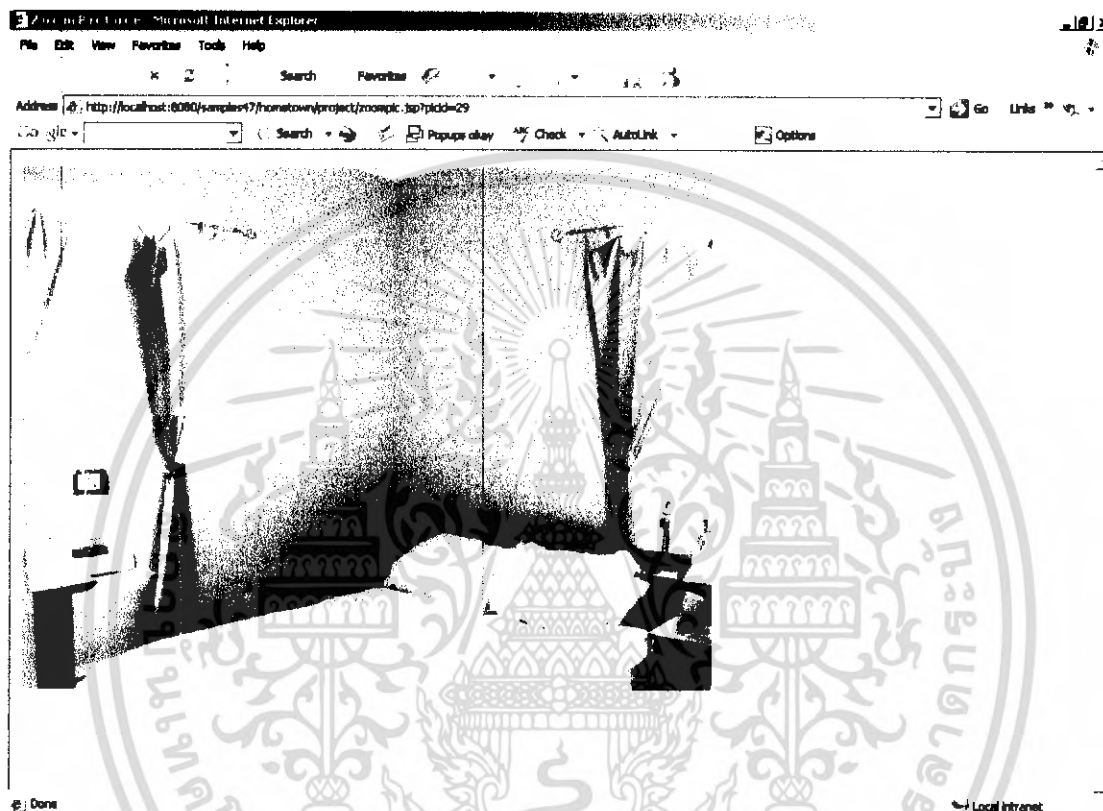 Zoom Picture - Microsoft Internet Explorer
File Edit View Favorites Tools Help
Search Favorites
Address http://localhost:8080/samples47/hometown/project/zoompic.jsp?picid=29 Go Links »
Google Search Popups okay Check AutoLink Options
Done Local intranet